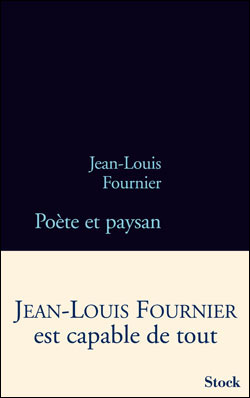 Jean-Louis
Fournier
Poète et paysan
JEAN-LOUIS FOURNIER
est capable de tout
Stock